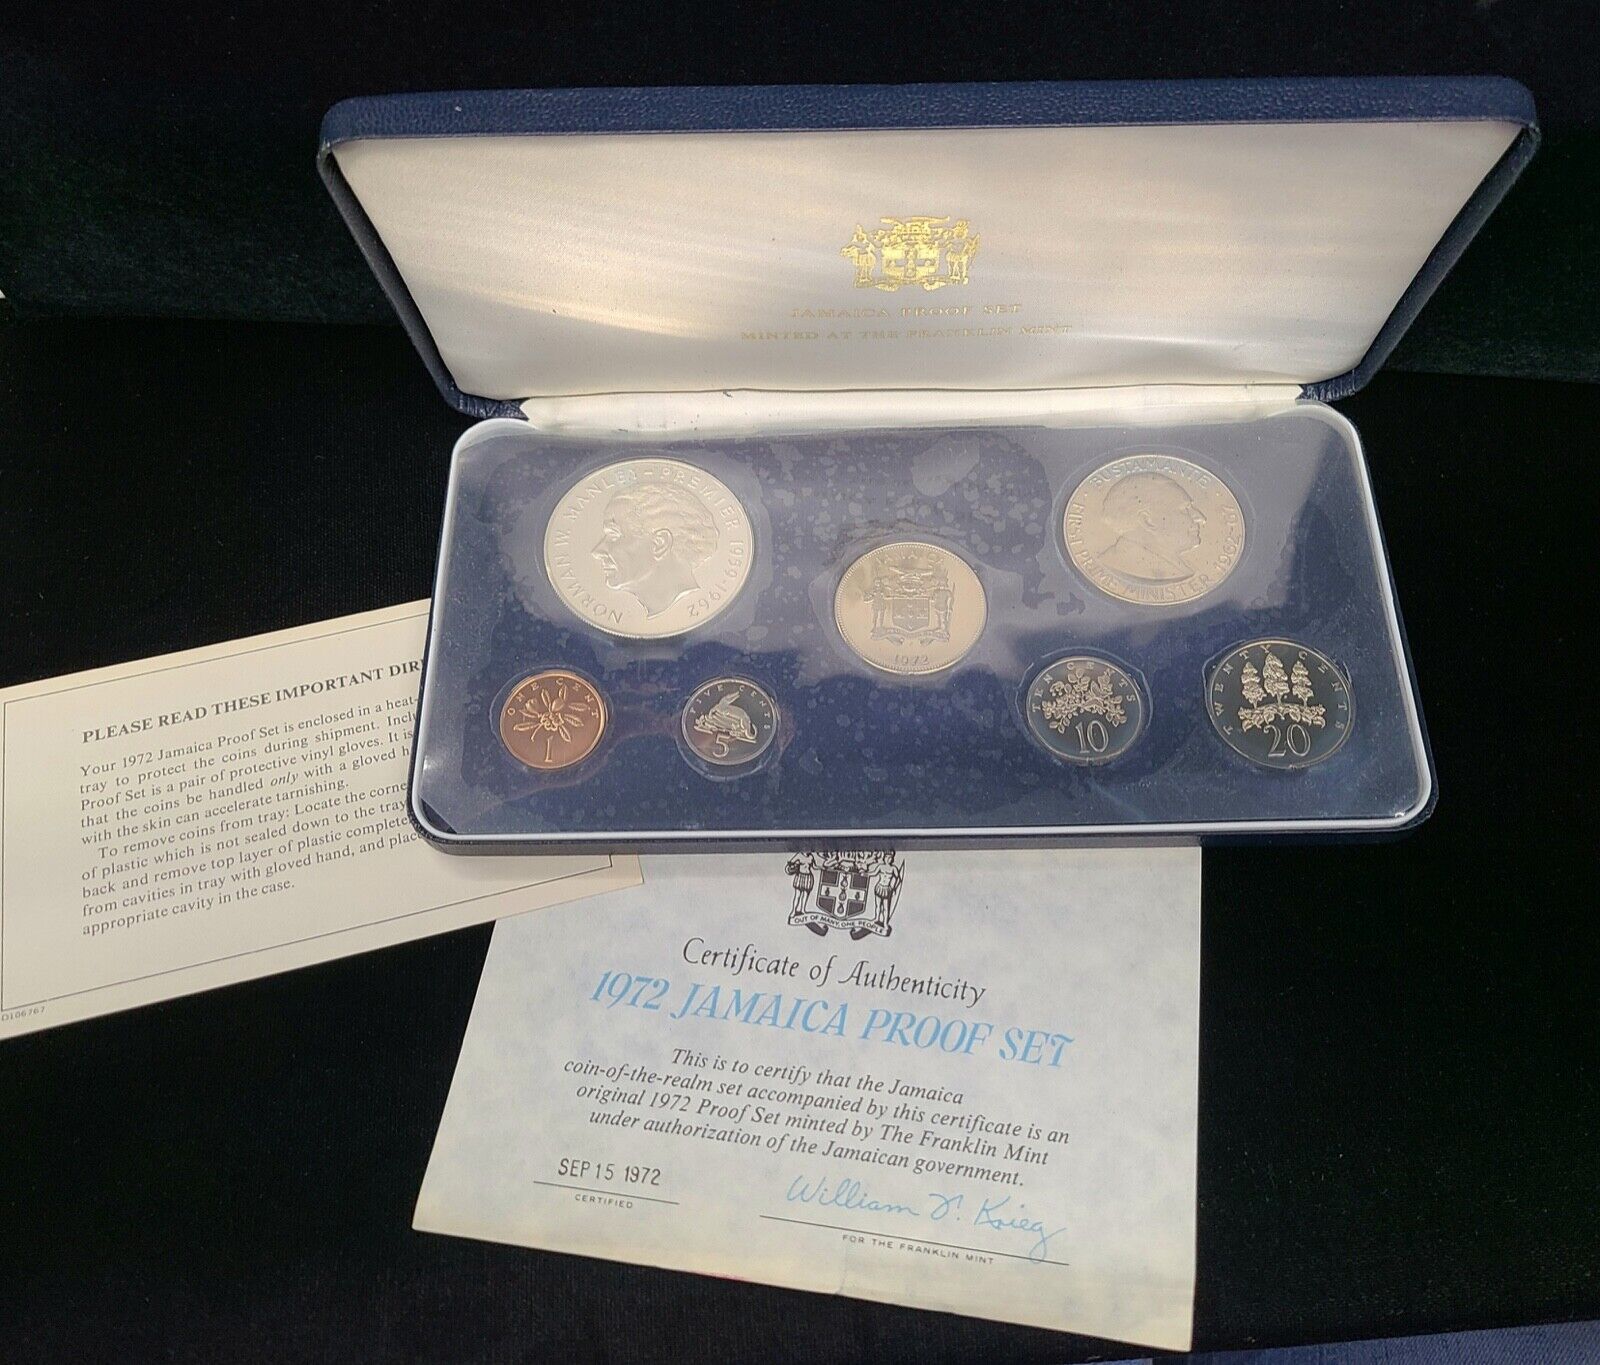 JAMAICA PROOF SET
MINTED AT THE FRANKLIN MINT
NORMAN W. MANLEY - PREMIER 1959 - 1962
JAMAICA
1972
BUSTAMANTE
FIRST PRIME MINISTER · 1962-67
ONE CENT
1
FIVE CENTS
5
TEN CENTS
10
TWENTY CENTS
20
PLEASE READ THESE IMPORTANT
Your 1972 Jamaica Proof Set is enclosed in a heat-
tray to protect the coins during shipment.
Proof Set is a pair of protective vinyl gloves. It is
that the coins be handled only with a gloved
with the skin can accelerate tarnishing.
To remove coins from tray: Locate the
of plastic which is not sealed down to the tray
back and remove top layer of plastic
from cavities in tray with gloved hand, and
appropriate cavity in the case.
D106767
OUT OF MANY, ONE PEOPLE
Certificate of Authenticity
1972 JAMAICA PROOF SET
This is to certify that the Jamaica
coin-of-the-realm set accompanied by this certificate is an
original 1972 Proof Set minted by The Franklin Mint
under authorization of the Jamaican government.
SEP 15 1972
CERTIFIED
William T. Krieg
FOR THE FRANKLIN MINT